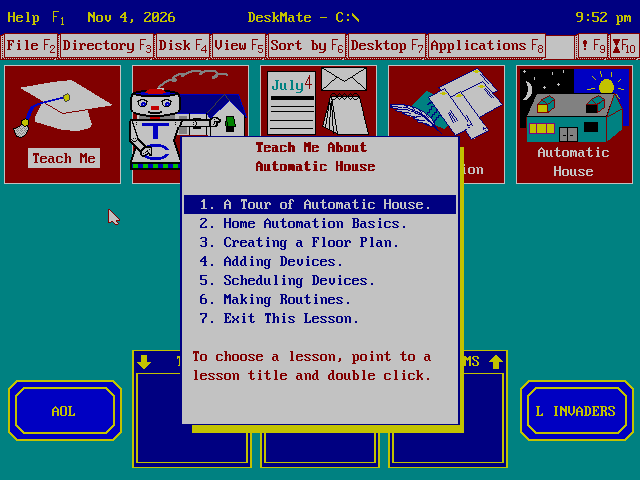 Help F1 Nov 4, 2026 DeskMate - C:\ 9:52 pm
File F2 Directory F3 Disk F4 View F5 Sort by F6 Desktop F7 Applications F8 ! F9 F10
July 4
T
C
Teach Me
ion
Automatic
House
Teach Me About
Automatic House
1. A Tour of Automatic House.
2. Home Automation Basics.
3. Creating a Floor Plan.
4. Adding Devices.
5. Scheduling Devices.
6. Making Routines.
7. Exit This Lesson.
To choose a lesson, point to a
lesson title and double click.
T
MS
AOL
L INVADERS